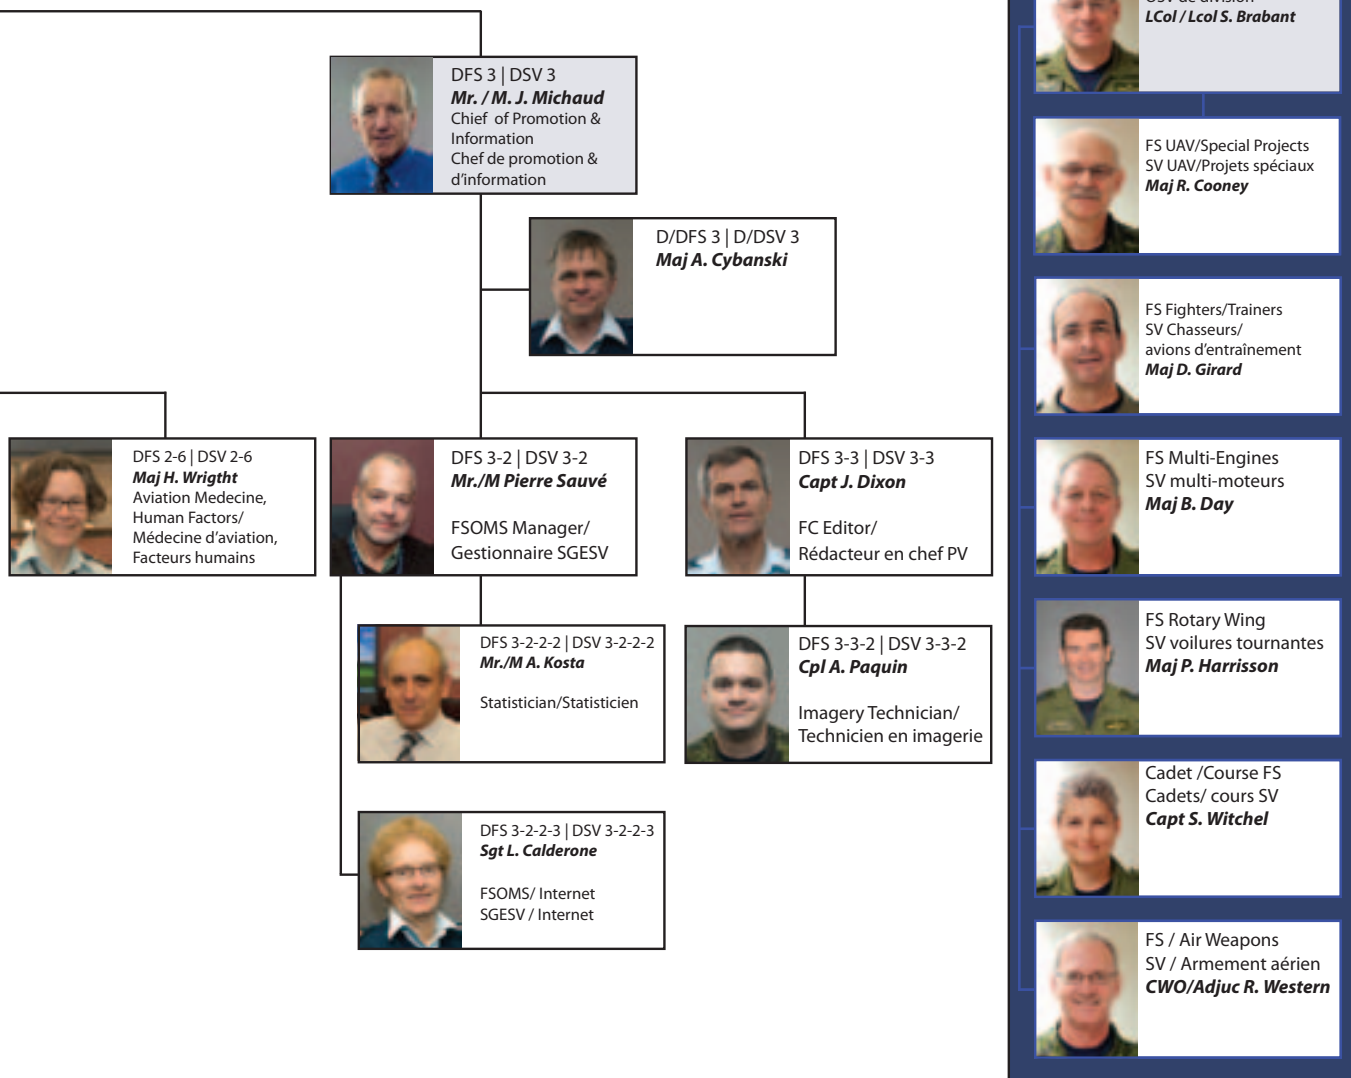 DFS 3 | DSV 3
Mr. / M. J. Michaud
Chief of Promotion &
Information
Chef de promotion &
d'information
D/DFS 3 | D/DSV 3
Maj A. Cybanski
DFS 2-6 | DSV 2-6
Maj H. Wrigtht
Aviation Medecine,
Human Factors/
Médecine d'aviation,
Facteurs humains
DFS 3-2 | DSV 3-2
Mr./M Pierre Sauvé
FSOMS Manager/
Gestionnaire SGESV
DFS 3-3 | DSV 3-3
Capt J. Dixon
FC Editor/
Rédacteur en chef PV
DFS 3-2-2-2 | DSV 3-2-2-2
Mr./M A. Kosta
Statistician/Statisticien
DFS 3-3-2 | DSV 3-3-2
Cpl A. Paquin
Imagery Technician/
Technicien en imagerie
DFS 3-2-2-3 | DSV 3-2-2-3
Sgt L. Calderone
FSOMS/ Internet
SGESV / Internet
de division
LCol / Lcol S. Brabant
FS UAV/Special Projects
SV UAV/Projets spéciaux
Maj R. Cooney
FS Fighters/Trainers
SV Chasseurs/
avions d'entraînement
Maj D. Girard
FS Multi-Engines
SV multi-moteurs
Maj B. Day
FS Rotary Wing
SV voilures tournantes
Maj P. Harrisson
Cadet /Course FS
Cadets/ cours SV
Capt S. Witchel
FS / Air Weapons
SV / Armement aérien
CWO/Adjuc R. Western